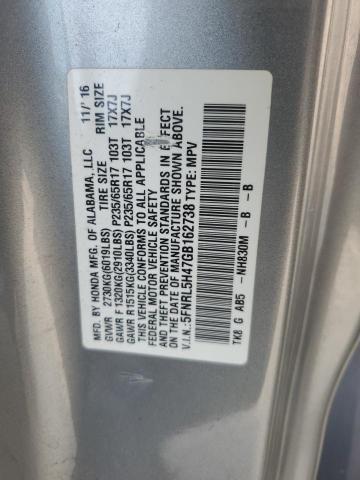 MFD. BY HONDA MFG. OF ALABAMA, LLC 11/'16
GVWR 2730KG(6019LBS) TIRE SIZE RIM SIZE
GAWR F 1320KG(2910LBS) P235/65R17 103T 17X7J
GAWR R 1515KG(3340LBS) P235/65R17 103T 17X7J
THIS VEHICLE CONFORMS TO ALL APPLICABLE
FEDERAL MOTOR VEHICLE SAFETY, BUMPER,
AND THEFT PREVENTION STANDARDS IN EFFECT
ON THE DATE OF MANUFACTURE SHOWN ABOVE.
V.I.N.: 5FNRL5H47GB162738 TYPE: MPV
TK8 G AB5 -NH830M - B - B